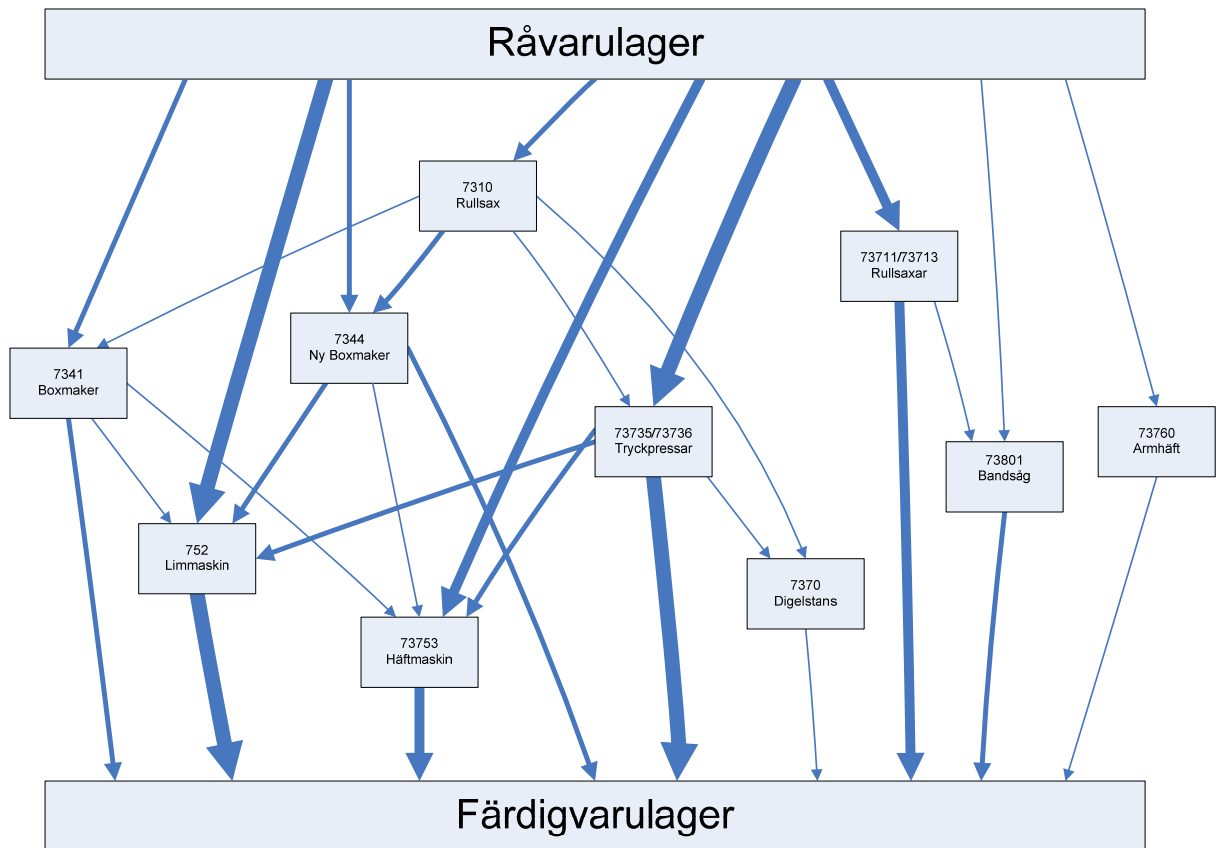 Råvarulager
7310
Rullsax
73711/73713
Rullsaxar
7344
Ny Boxmaker
7341
Boxmaker
73735/73736
Tryckpressar
73760
Armhäft
73801
Bandsåg
752
Limmaskin
7370
Digelstans
73753
Häftmaskin
Färdigvarulager